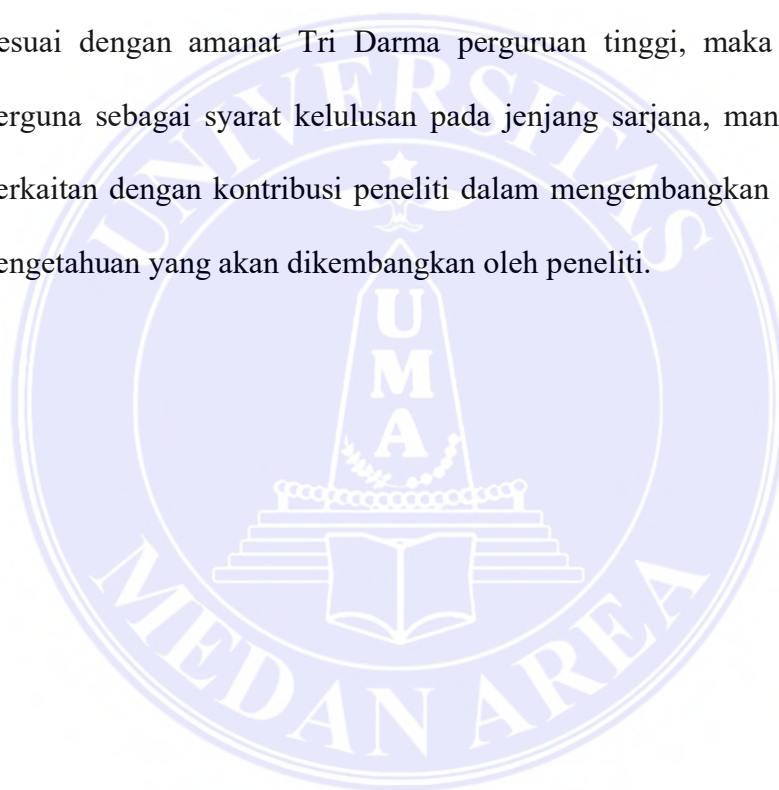 esuai dengan amanat Tri Darma perguruan tinggi, maka
erguna sebagai syarat kelulusan pada jenjang sarjana, man
erkaitan dengan kontribusi peneliti dalam mengembangkan
engetahuan yang akan dikembangkan oleh peneliti.
UNIVERSITAS
U
M
A
MEDAN AREA